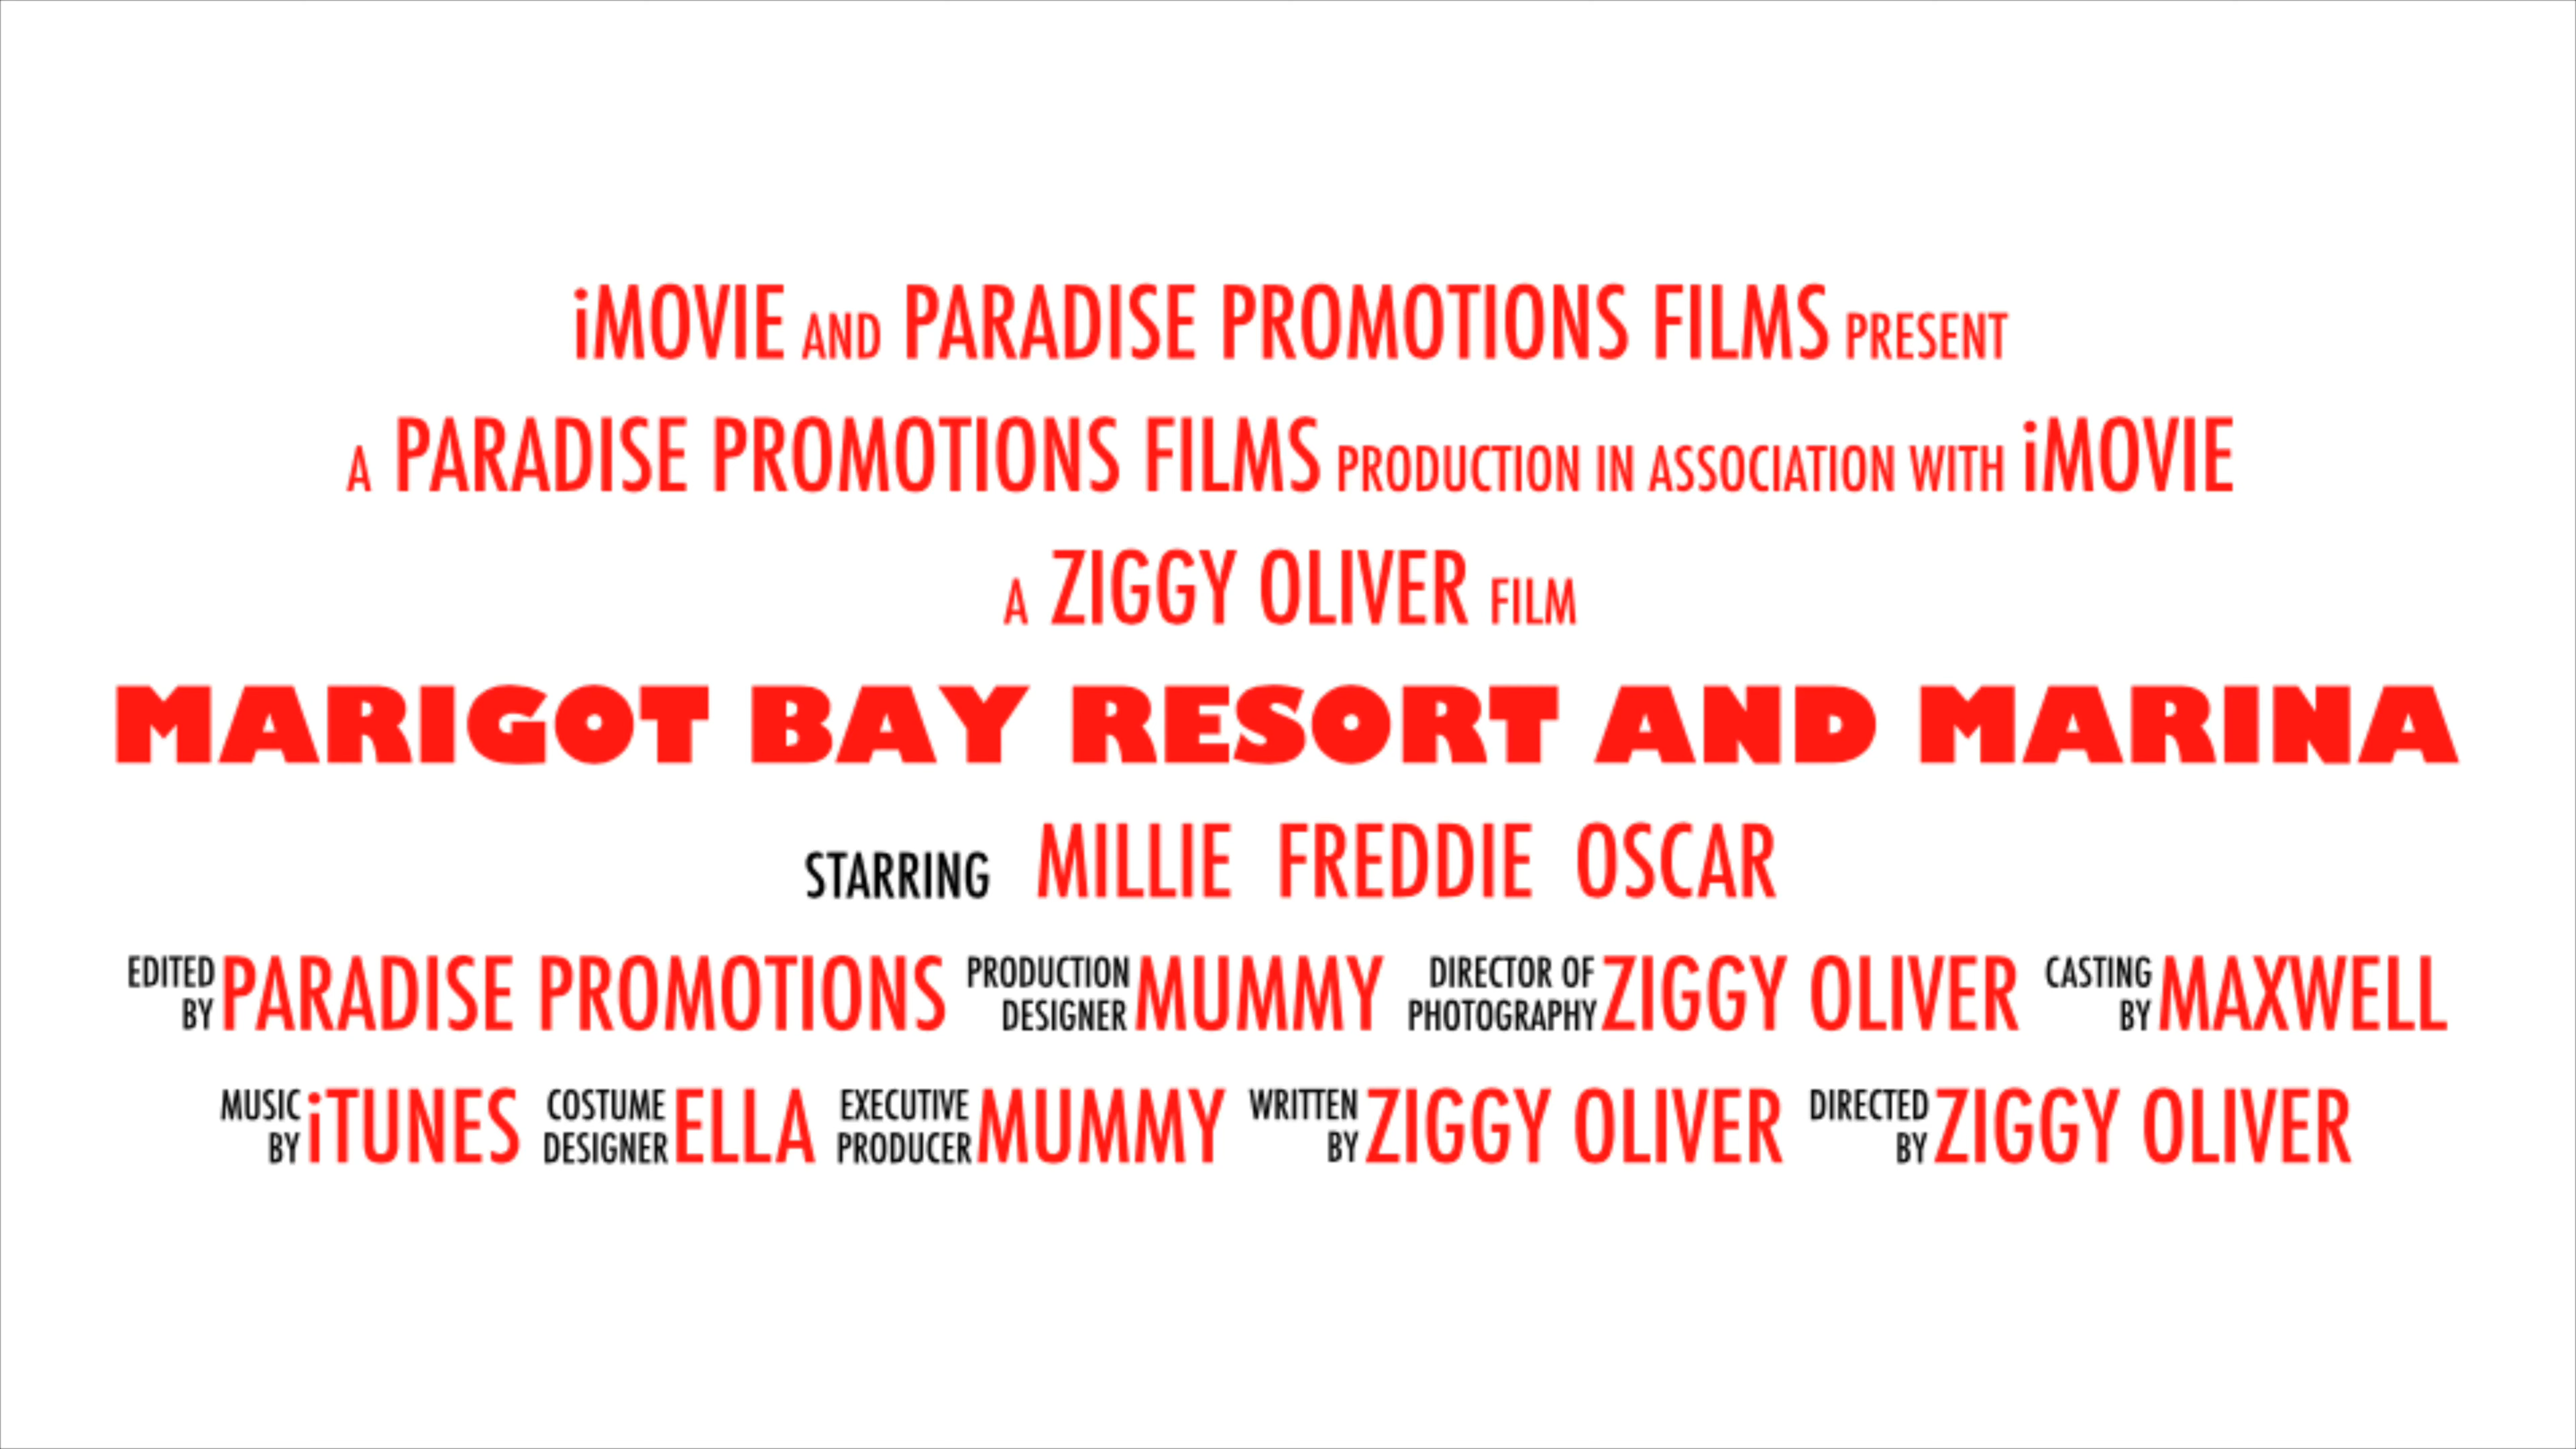 iMOVIE AND PARADISE PROMOTIONS FILMS PRESENT
A PARADISE PROMOTIONS FILMS PRODUCTION IN ASSOCIATION WITH iMOVIE
A ZIGGY OLIVER FILM
MARIGOT BAY RESORT AND MARINA
STARRING MILLIE FREDDIE OSCAR
EDITED BY PARADISE PROMOTIONS PRODUCTION DESIGNER MUMMY DIRECTOR OF PHOTOGRAPHY ZIGGY OLIVER CASTING BY MAXWELL
MUSIC BY iTUNES COSTUME DESIGNER ELLA EXECUTIVE PRODUCER MUMMY WRITTEN BY ZIGGY OLIVER DIRECTED BY ZIGGY OLIVER